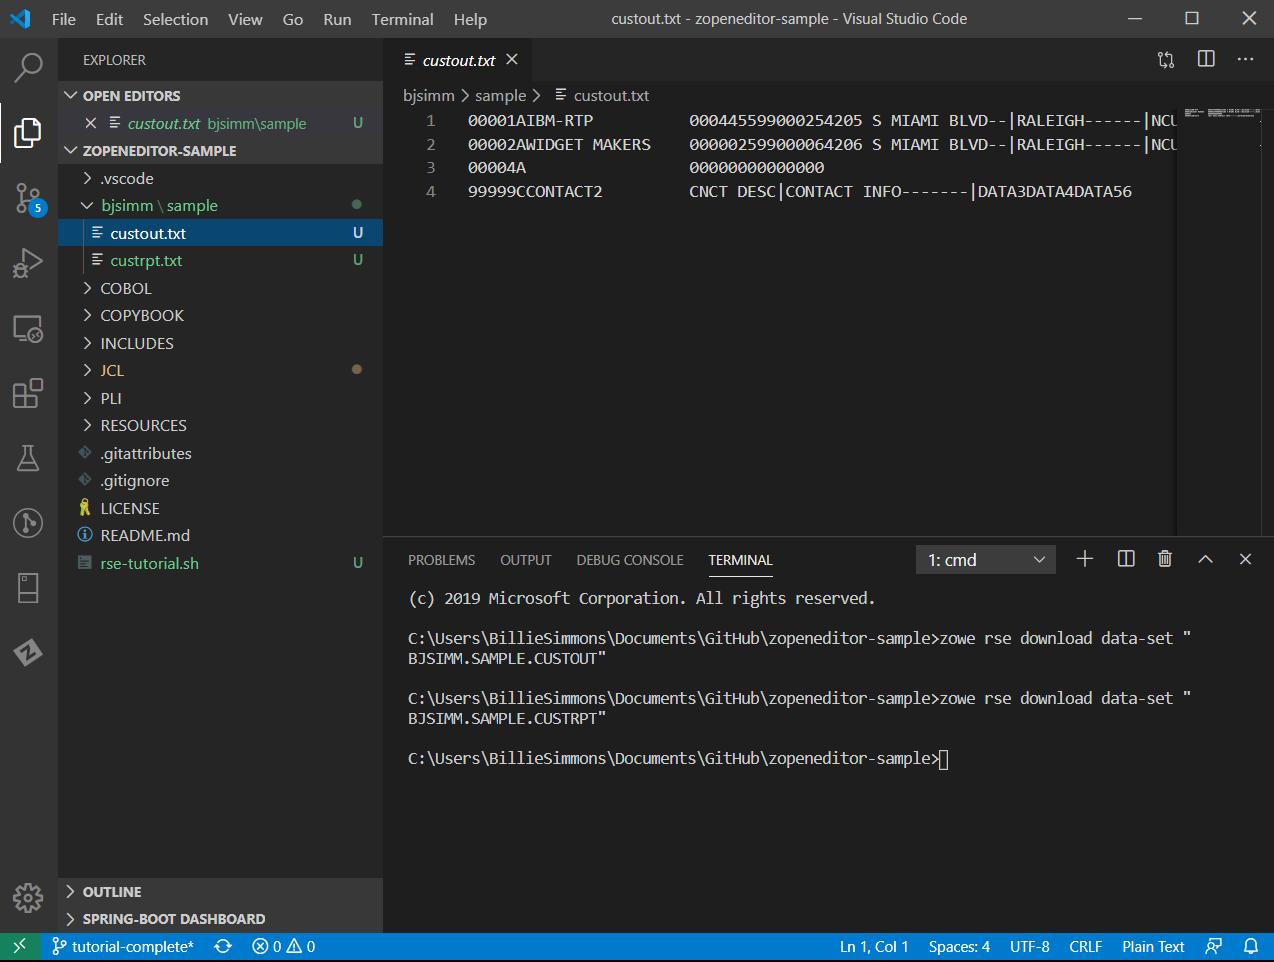 File Edit Selection View Go Run Terminal Help
custout.txt - zopeneditor-sample - Visual Studio Code
EXPLORER
OPEN EDITORS
custout.txt bjsimm\sample U
ZOPENEDITOR-SAMPLE
.vscode
bjsimm \ sample
custout.txt U
custrpt.txt U
COBOL
COPYBOOK
INCLUDES
JCL
PLI
RESOURCES
.gitattributes
.gitignore
LICENSE
README.md
rse-tutorial.sh U
OUTLINE
SPRING-BOOT DASHBOARD
5
custout.txt
bjsimm > sample > custout.txt
1 00001AIBM-RTP 000445599000254205 S MIAMI BLVD--|RALEIGH------|NCU
2 00002AWIDGET MAKERS 000002599000064206 S MIAMI BLVD--|RALEIGH------|NCU
3 00004A 00000000000000
4 99999CCONTACT2 CNCT DESC|CONTACT INFO-------|DATA3DATA4DATA56
PROBLEMS OUTPUT DEBUG CONSOLE TERMINAL 1: cmd
(c) 2019 Microsoft Corporation. All rights reserved.
C:\Users\BillieSimmons\Documents\GitHub\zopeneditor-sample>zowe rse download data-set "
BJSIMM.SAMPLE.CUSTOUT"
C:\Users\BillieSimmons\Documents\GitHub\zopeneditor-sample>zowe rse download data-set "
BJSIMM.SAMPLE.CUSTRPT"
C:\Users\BillieSimmons\Documents\GitHub\zopeneditor-sample>
tutorial-complete* 0 0 Ln 1, Col 1 Spaces: 4 UTF-8 CRLF Plain Text